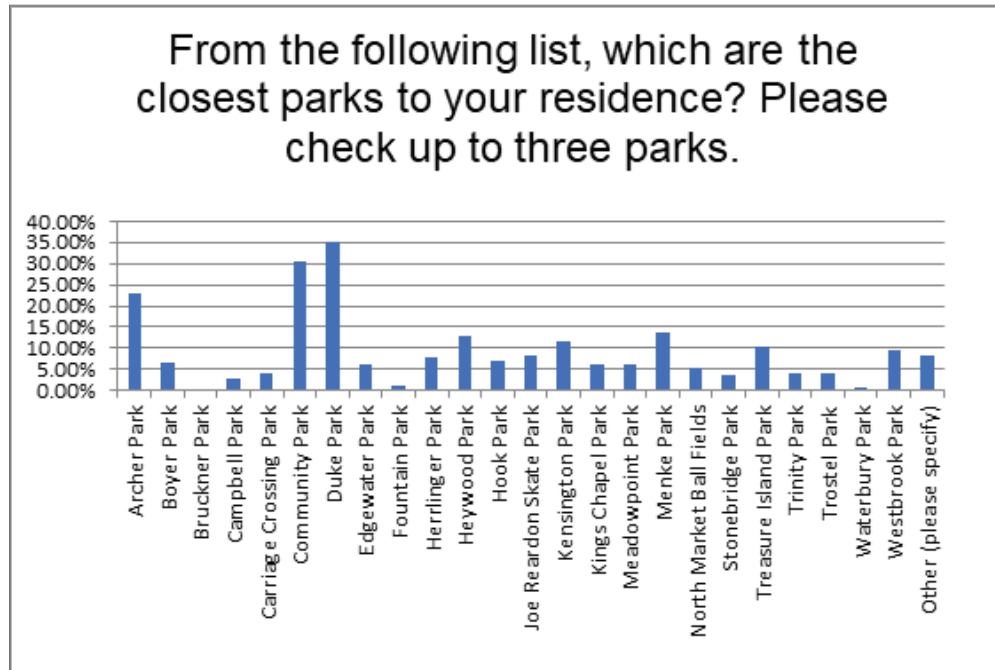 From the following list, which are the
closest parks to your residence? Please
check up to three parks.
40.00%
35.00%
30.00%
25.00%
20.00%
15.00%
10.00%
5.00%
0.00%
Archer Park
Boyer Park
Bruckner Park
Campbell Park
Carriage Crossing Park
Community Park
Duke Park
Edgewater Park
Fountain Park
Herrlinger Park
Heywood Park
Hook Park
Joe Reardon Skate Park
Kensington Park
Kings Chapel Park
Meadowpoint Park
Menke Park
North Market Ball Fields
Stonebridge Park
Treasure Island Park
Trinity Park
Trostel Park
Waterbury Park
Westbrook Park
Other (please specify)